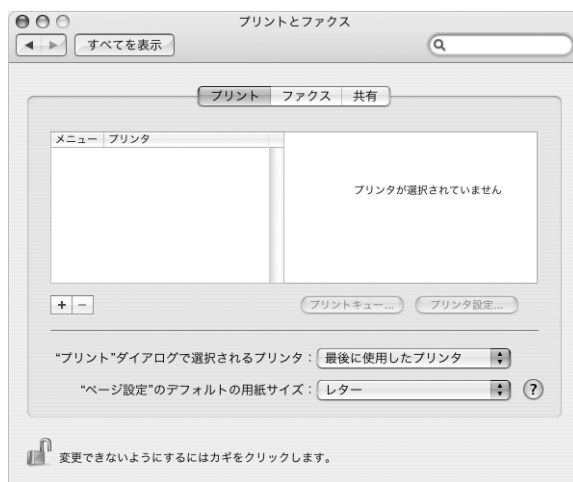 プリントとファクス
すべてを表示
プリント ファクス 共有
メニュー プリンタ
プリンタが選択されていません
+ −
プリントキュー... プリンタ設定...
“プリント”ダイアログで選択されるプリンタ： 最後に使用したプリンタ
“ページ設定”のデフォルトの用紙サイズ： レター ?
変更できないようにするにはカギをクリックします。